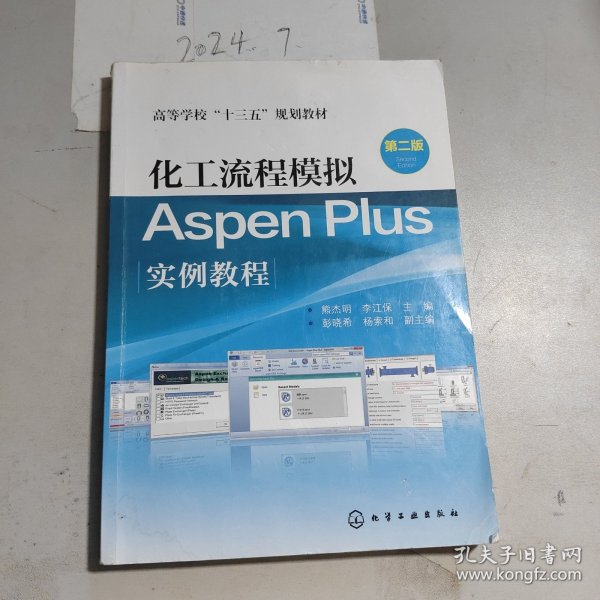 2024.7
高等学校“十三五”规划教材
第二版
Second
Edition
化工流程模拟
Aspen Plus
实例教程
熊杰明 李江保 主编
彭晓希 杨索和 副主编
化学工业出版社
孔夫子旧书网
www.kongfz.com